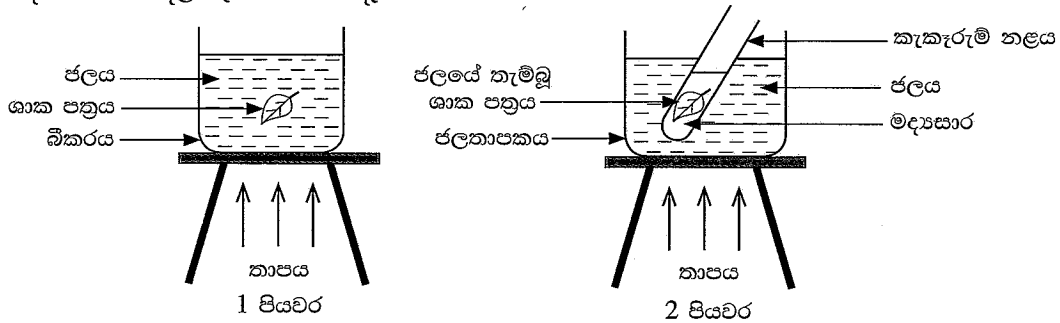 ජලය
ශාක පත්‍රය
බීකරය
තාපය
1 පියවර
කැකෑරුම් නළය
ජලයේ තැම්බූ
ශාක පත්‍රය
ජලතාපකය
ජලය
මද්‍යසාර
තාපය
2 පියවර